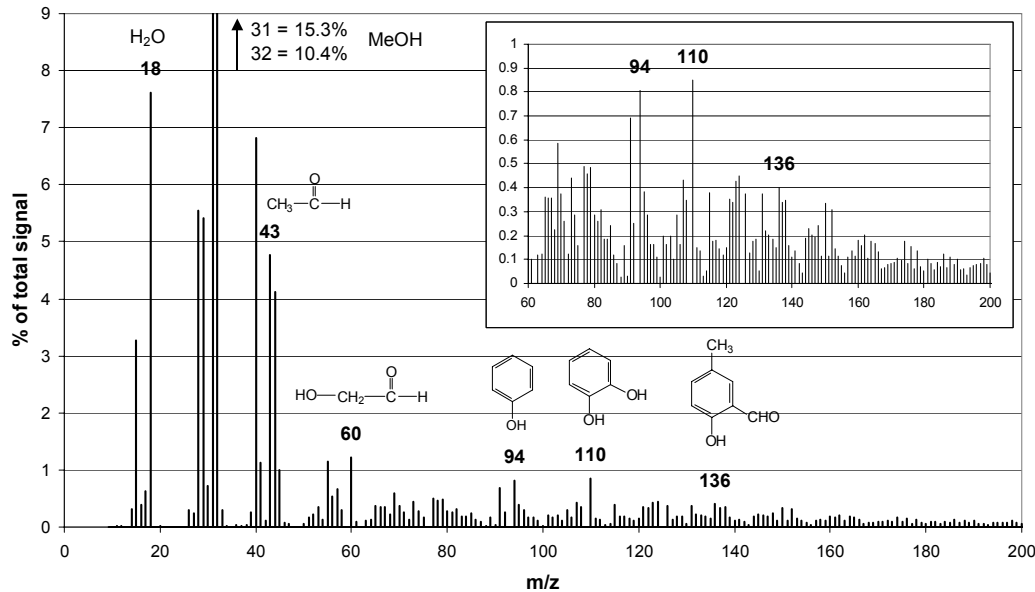 9
8
7
6
5
4
3
2
1
0
% of total signal
H2O
18
31 = 15.3%
32 = 10.4%
MeOH
O
CH3—C—H
43
O
HO—CH2—C—H
60
OH
94
OH
OH
110
CH3
CHO
OH
136
0 20 40 60 80 100 120 140 160 180 200
m/z
1
0.9
0.8
0.7
0.6
0.5
0.4
0.3
0.2
0.1
0
94
110
136
60 80 100 120 140 160 180 200